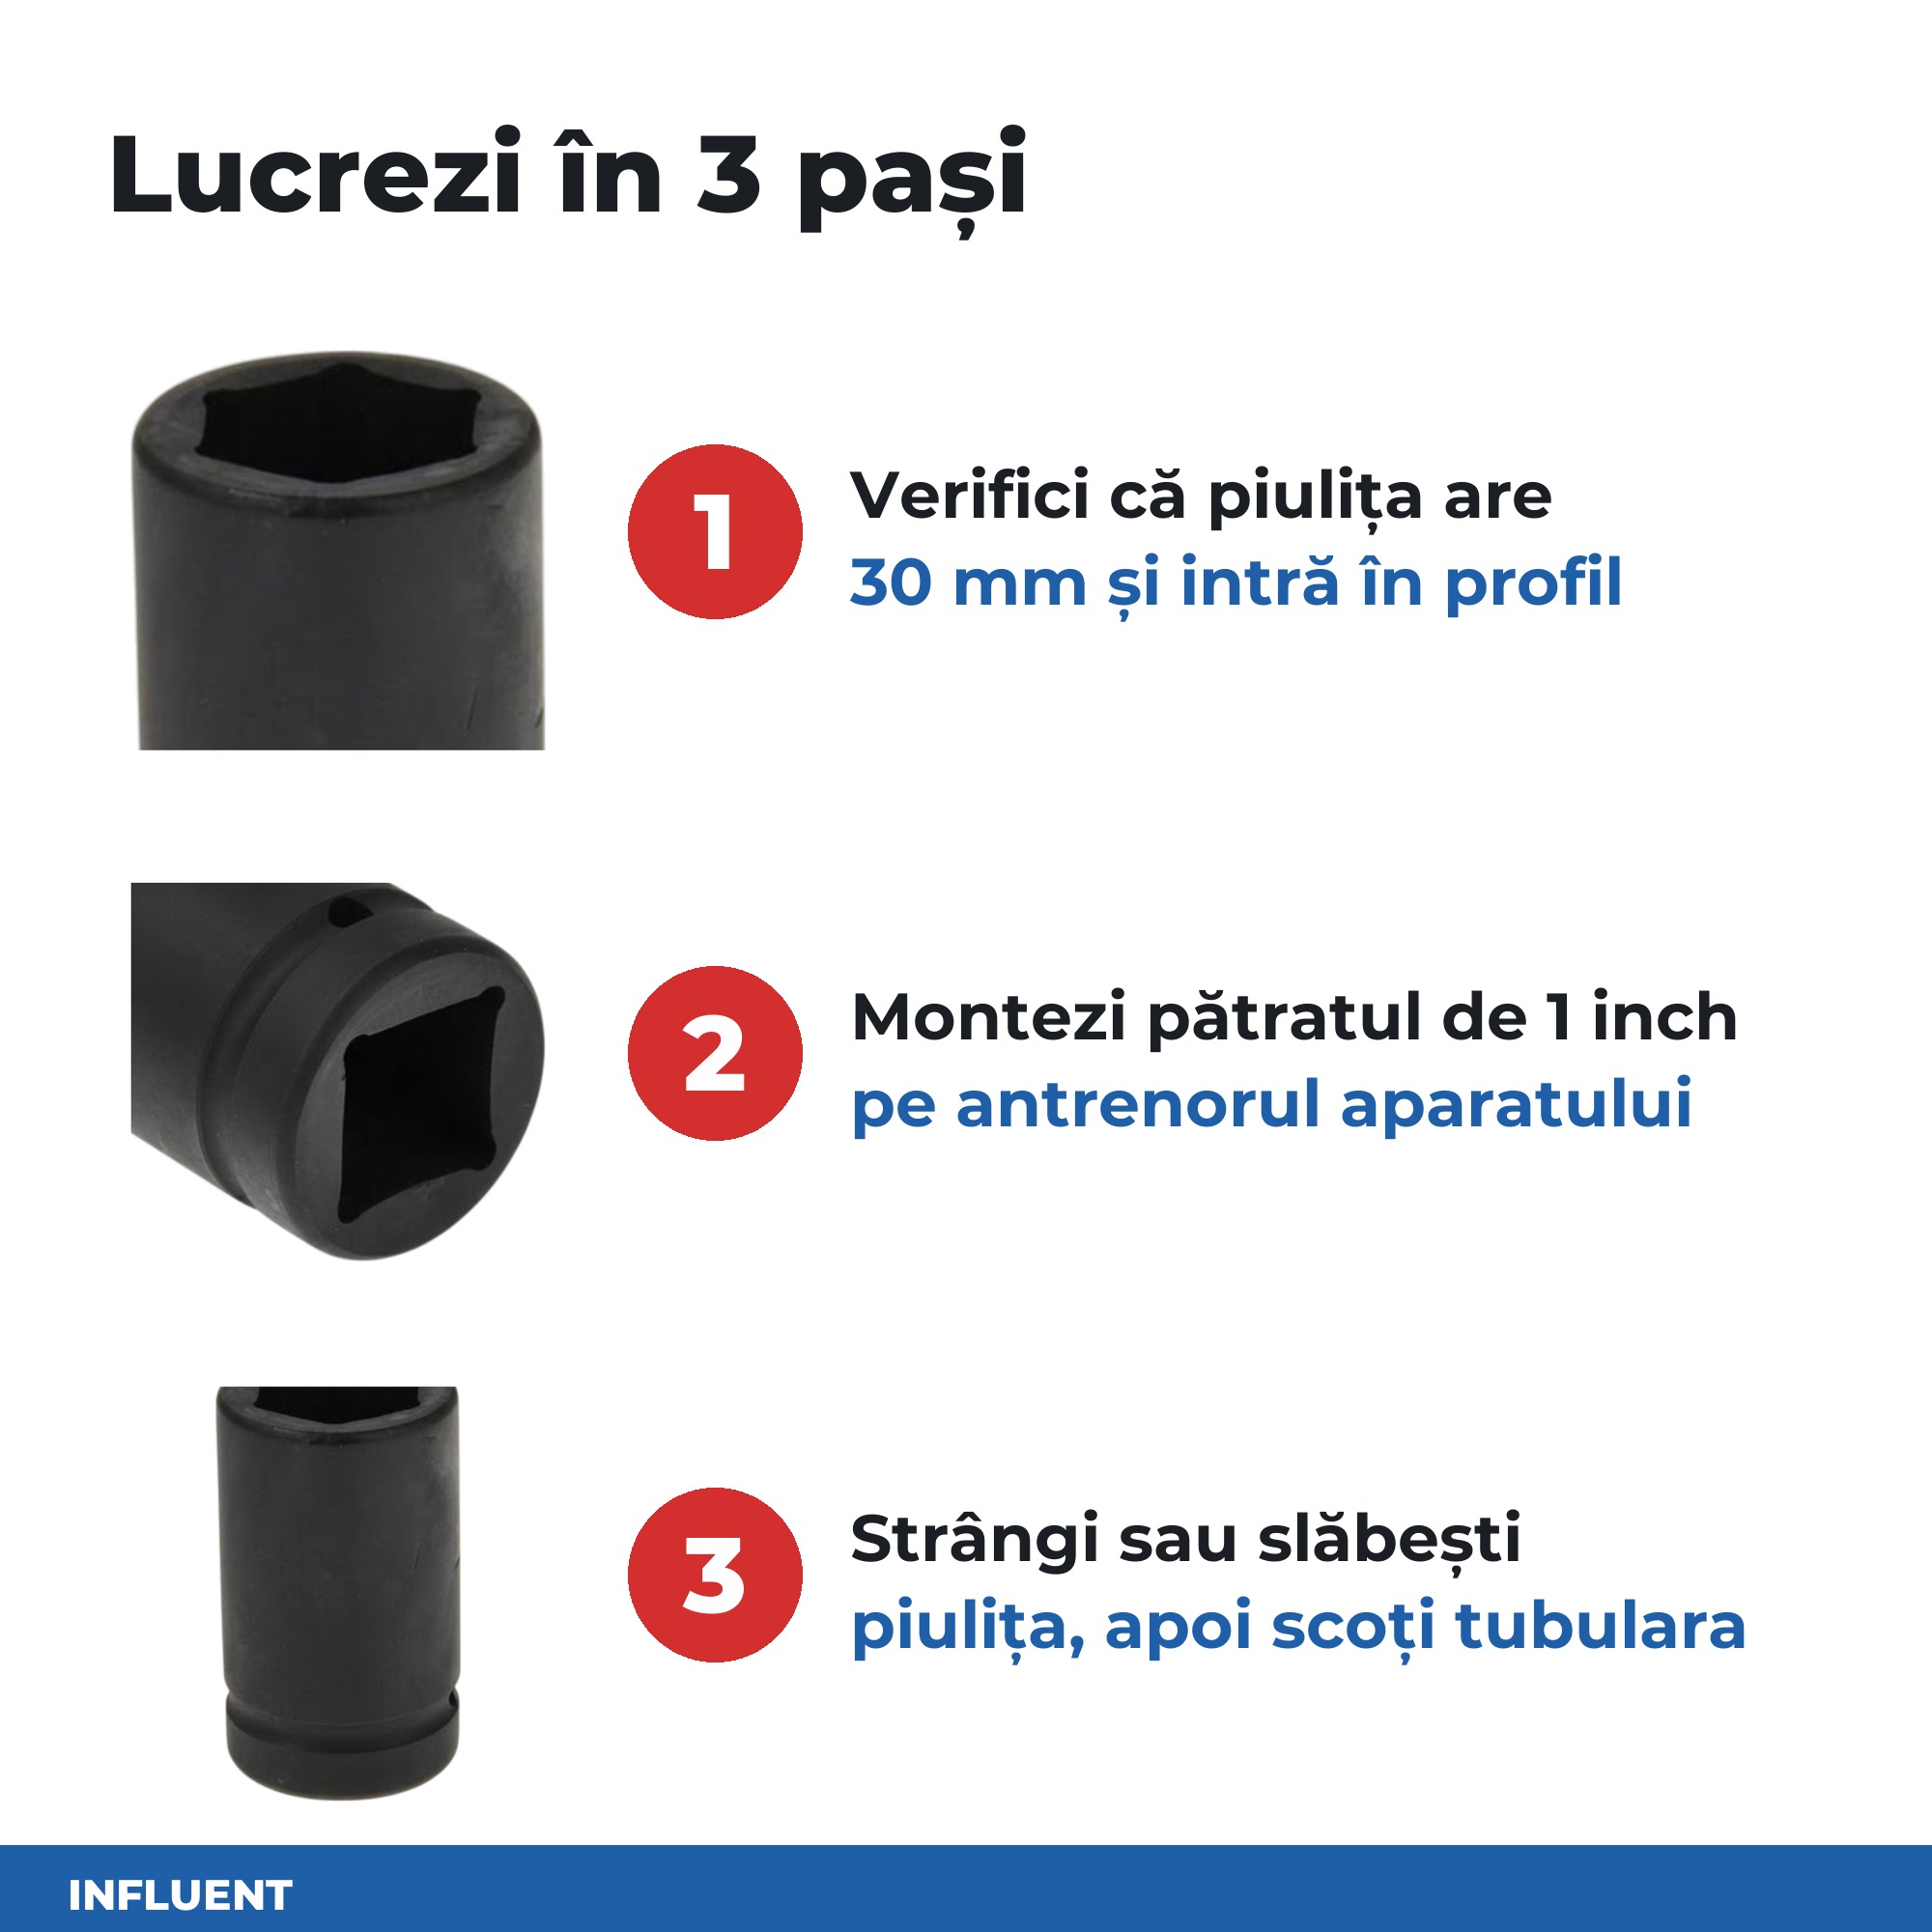 Lucrezi în 3 pași
1
Verifici că piulița are
30 mm și intră în profil
2
Montezi pătratul de 1 inch
pe antrenorul aparatului
3
Strângi sau slăbești
piulița, apoi scoți tubulara
INFLUENT